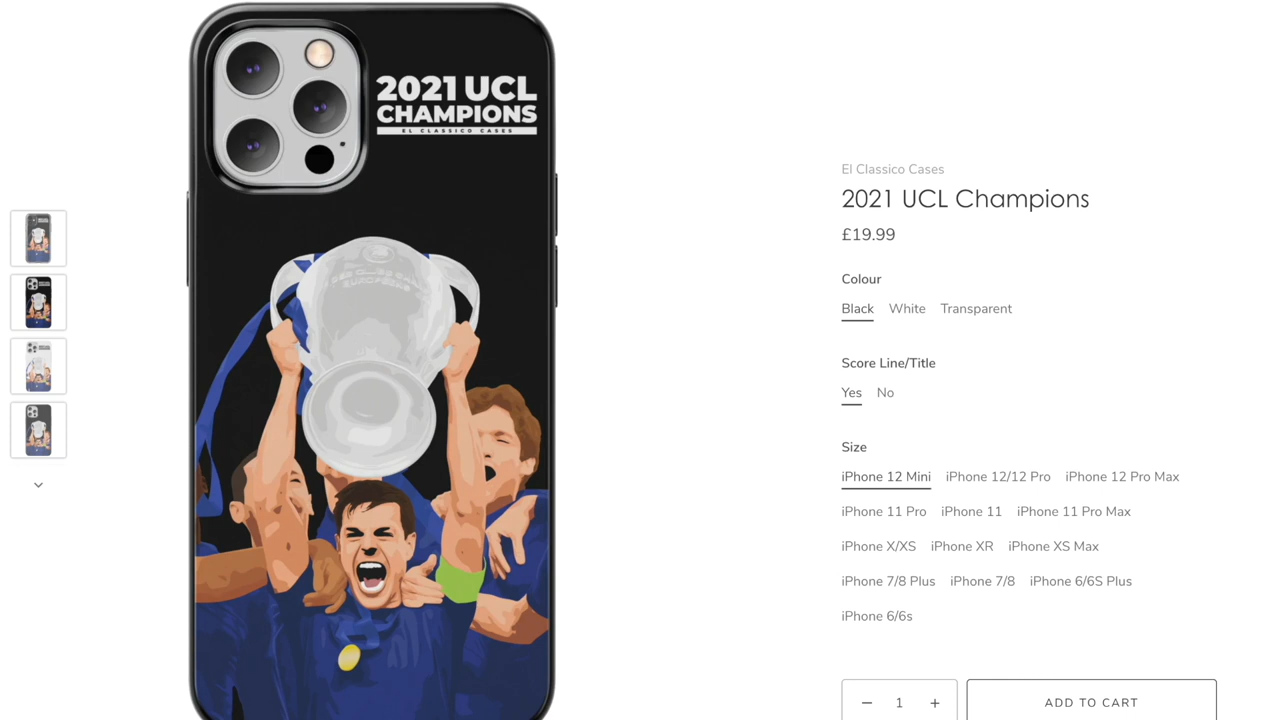 2021 UCL
CHAMPIONS
EL CLASSICO CASES
El Classico Cases
2021 UCL Champions
£19.99
Colour
Black White Transparent
Score Line/Title
Yes No
Size
iPhone 12 Mini iPhone 12/12 Pro iPhone 12 Pro Max
iPhone 11 Pro iPhone 11 iPhone 11 Pro Max
iPhone X/XS iPhone XR iPhone XS Max
iPhone 7/8 Plus iPhone 7/8 iPhone 6/6S Plus
iPhone 6/6s
− 1 + ADD TO CART